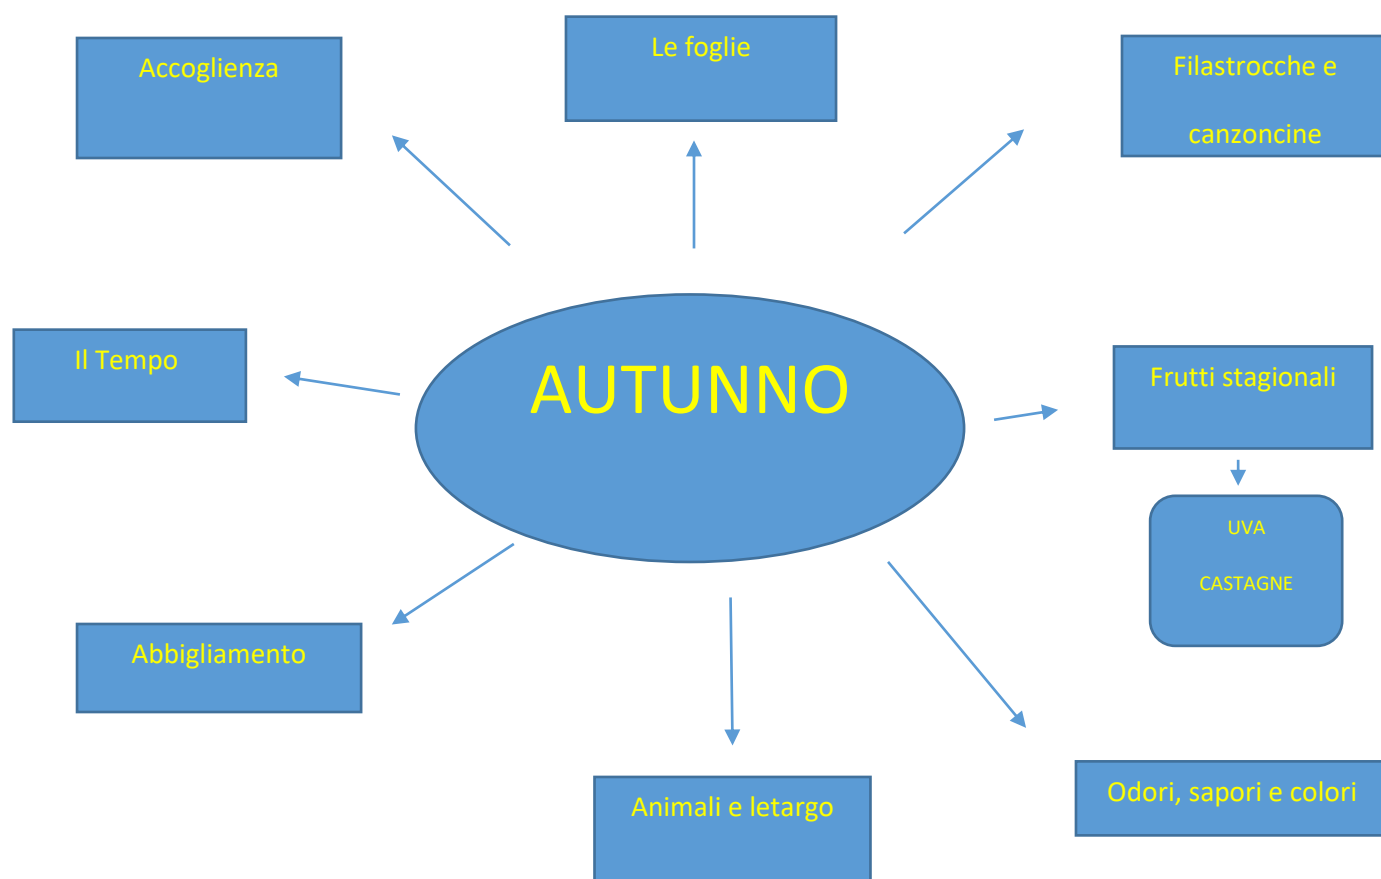 Accoglienza
Le foglie
Filastrocche e
canzoncine
Il Tempo
AUTUNNO
Frutti stagionali
UVA
CASTAGNE
Abbigliamento
Animali e letargo
Odori, sapori e colori